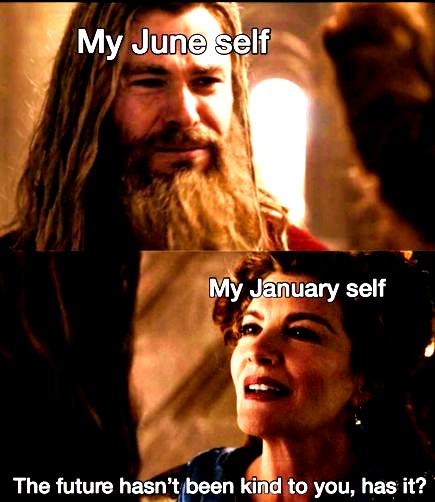 My June self
My January self
The future hasn't been kind to you, has it?